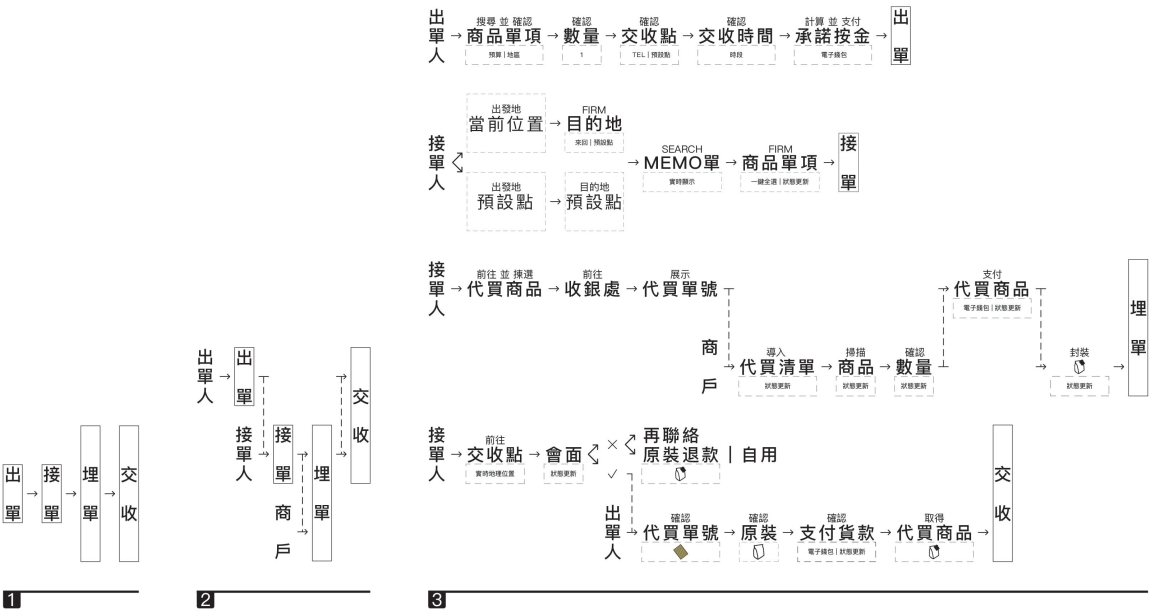 出單 → 接單 → 埋單 → 交收
1
出單人 → 出單
接單人 接單
商戶 埋單
交收
2
搜尋 並 確認 確認 確認 確認 計算 並 支付
出單人 → 商品單項 → 數量 → 交收點 → 交收時間 → 承諾按金 → 出單
預算 | 地區 1 TEL | 預設點 時段 電子錢包
出發地 FIRM
當前位置 → 目的地
來回 | 預設點
接單人
SEARCH FIRM
→ MEMO單 → 商品單項 → 接單
實時顯示 一鍵全選 | 狀態更新
出發地 目的地
預設點 → 預設點
前往 並 揀選 前往 展示
接單人 → 代買商品 → 收銀處 → 代買單號
支付
→ 代買商品
電子錢包 | 狀態更新
商戶
導入 掃描 確認
代買清單 → 商品 → 數量
狀態更新 狀態更新 狀態更新
封裝
狀態更新
→ 埋單
前往
接單人 → 交收點 → 會面
實時地理位置 狀態更新
× 再聯絡
原裝退款 | 自用
✓
確認 確認 確認 取得
出單人 → 代買單號 → 原裝 → 支付貨款 → 代買商品 → 交收
電子錢包 | 狀態更新
3